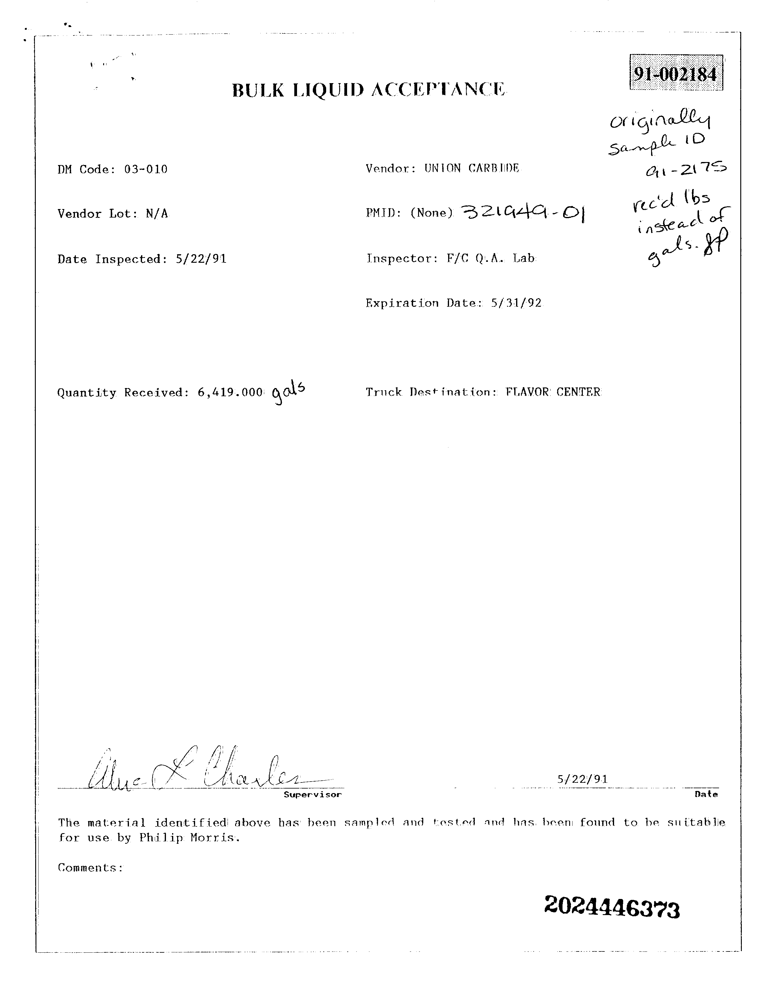 91-002184
BULK LIQUID ACCEPTANCE
originally
sample ID
91-2175
rec'd lbs
instead of
gals. JP
DM Code: 03-010 Vendor: UNION CARBIDE
Vendor Lot: N/A PMID: (None) 321949-01
Date Inspected: 5/22/91 Inspector: F/C Q.A. Lab
Expiration Date: 5/31/92
Quantity Received: 6,419.000 gals Truck Destination: FLAVOR CENTER
L Charles 5/22/91
Supervisor Date
The material identified above has been sampled and tested and has been found to be suitable
for use by Philip Morris.
Comments:
2024446373